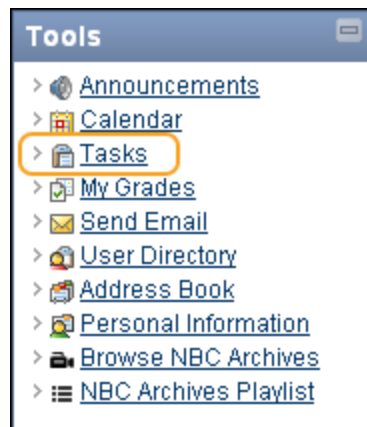 Tools
Announcements
Calendar
Tasks
My Grades
Send Email
User Directory
Address Book
Personal Information
Browse NBC Archives
NBC Archives Playlist